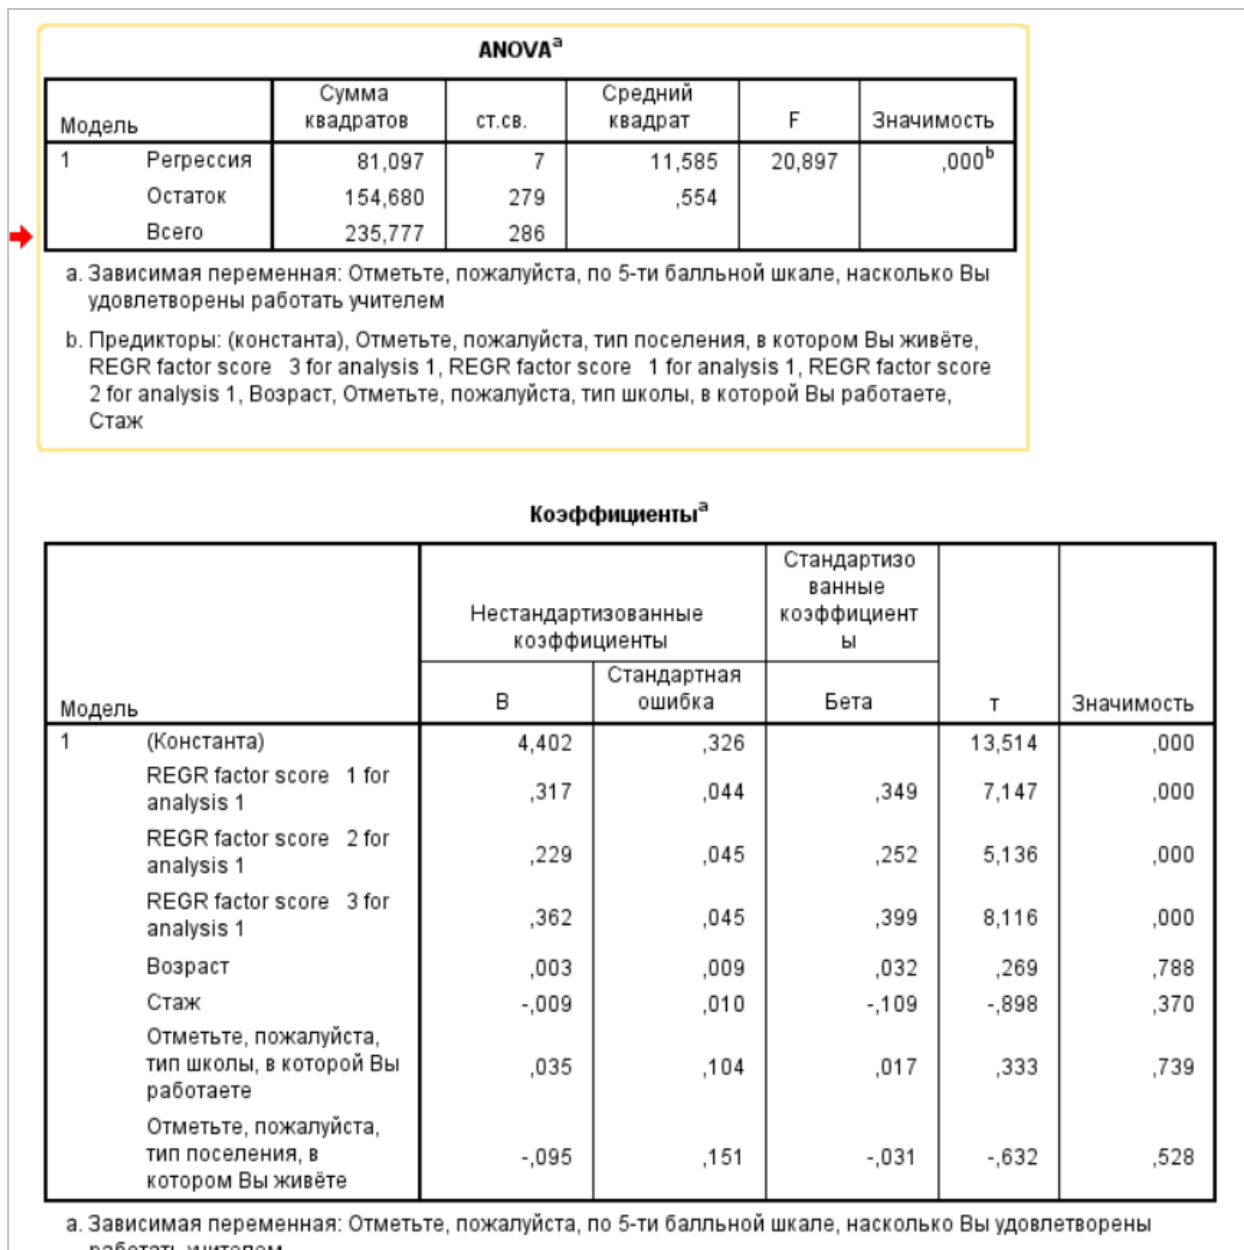 ANOVAa
Модель Сумма квадратов ст.св. Средний квадрат F Значимость
1 Регрессия 81,097 7 11,585 20,897 ,000b
Остаток 154,680 279 ,554
Всего 235,777 286
a. Зависимая переменная: Отметьте, пожалуйста, по 5-ти балльной шкале, насколько Вы
удовлетворены работать учителем
b. Предикторы: (константа), Отметьте, пожалуйста, тип поселения, в котором Вы живёте,
REGR factor score 3 for analysis 1, REGR factor score 1 for analysis 1, REGR factor score
2 for analysis 1, Возраст, Отметьте, пожалуйста, тип школы, в которой Вы работаете,
Стаж
Коэффициентыa
Модель
Нестандартизованные
коэффициенты
Стандартизо
ванные
коэффициент
ы
т
Значимость
B
Стандартная
ошибка
Бета
1 (Константа) 4,402 ,326 13,514 ,000
REGR factor score 1 for
analysis 1
,317 ,044 ,349 7,147 ,000
REGR factor score 2 for
analysis 1
,229 ,045 ,252 5,136 ,000
REGR factor score 3 for
analysis 1
,362 ,045 ,399 8,116 ,000
Возраст ,003 ,009 ,032 ,269 ,788
Стаж -,009 ,010 -,109 -,898 ,370
Отметьте, пожалуйста,
тип школы, в которой Вы
работаете
,035 ,104 ,017 ,333 ,739
Отметьте, пожалуйста,
тип поселения, в
котором Вы живёте
-,095 ,151 -,031 -,632 ,528
a. Зависимая переменная: Отметьте, пожалуйста, по 5-ти балльной шкале, насколько Вы удовлетворены
работать учителем